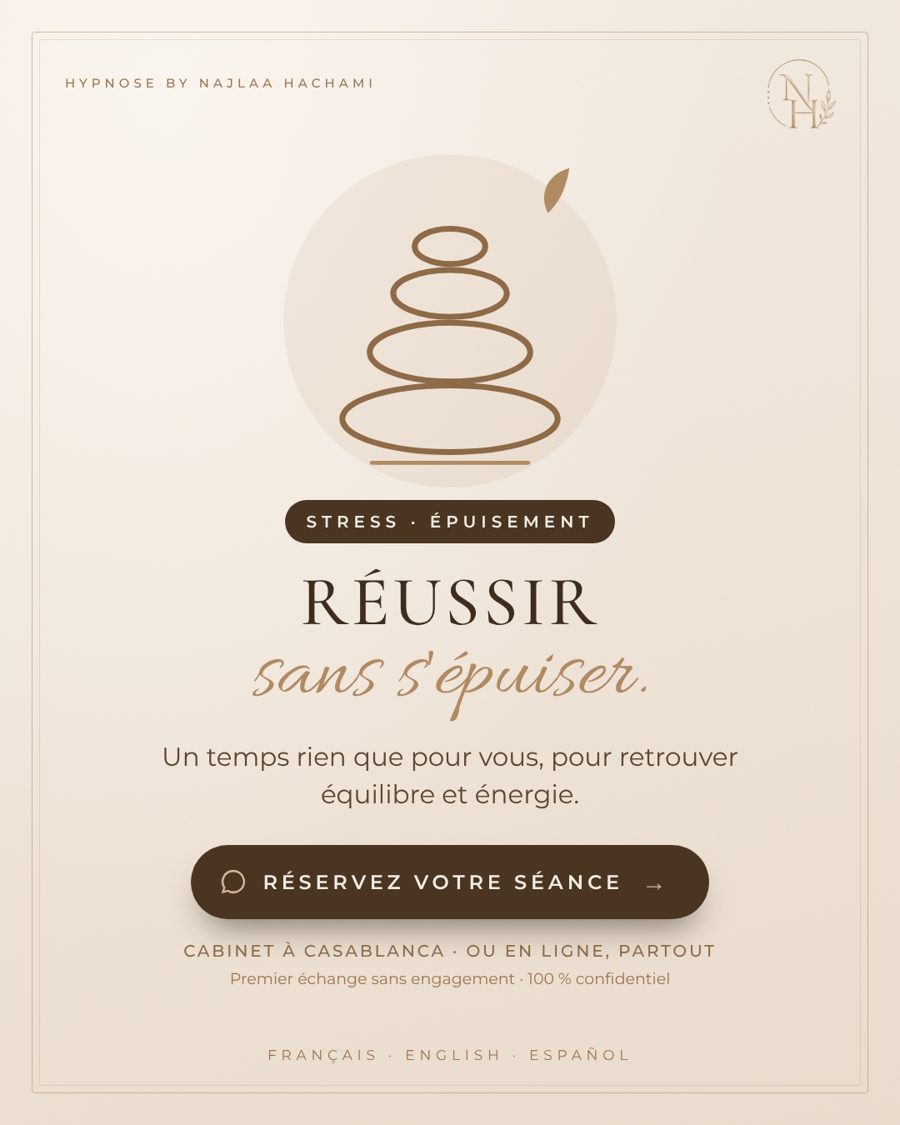 HYPNOSE BY NAJLAA HACHAMI
NH
STRESS · ÉPUISEMENT
RÉUSSIR
sans s'épuiser.
Un temps rien que pour vous, pour retrouver
équilibre et énergie.
RÉSERVEZ VOTRE SÉANCE →
CABINET À CASABLANCA · OU EN LIGNE, PARTOUT
Premier échange sans engagement · 100 % confidentiel
FRANÇAIS · ENGLISH · ESPAÑOL